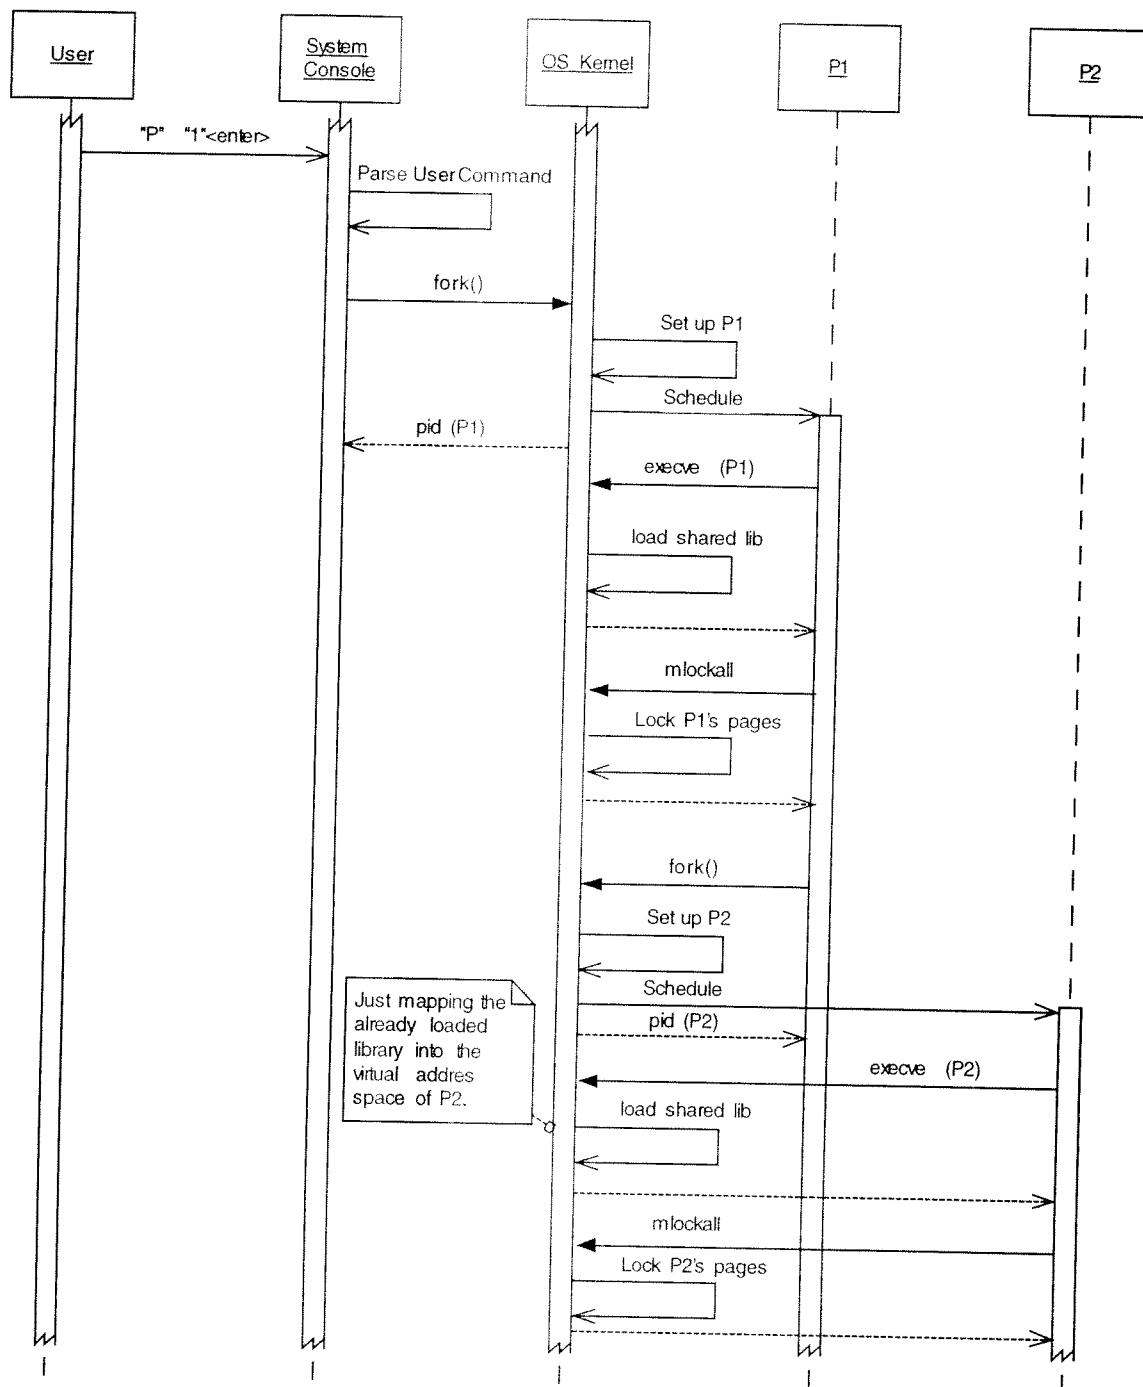 User
System
Console
OS Kernel
P1
P2
"P" "1"<enter>
Parse User Command
fork()
Set up P1
Schedule
pid (P1)
execve (P1)
load shared lib
mlockall
Lock P1's pages
fork()
Set up P2
Schedule
pid (P2)
Just mapping the
already loaded
library into the
virtual addres
space of P2.
execve (P2)
load shared lib
mlockall
Lock P2's pages